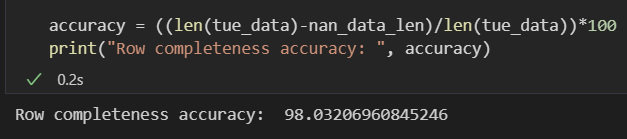 accuracy = ((len(tue_data)-nan_data_len)/len(tue_data))*100
print("Row completeness accuracy: ", accuracy)
0.2s
Row completeness accuracy:  98.03206960845246